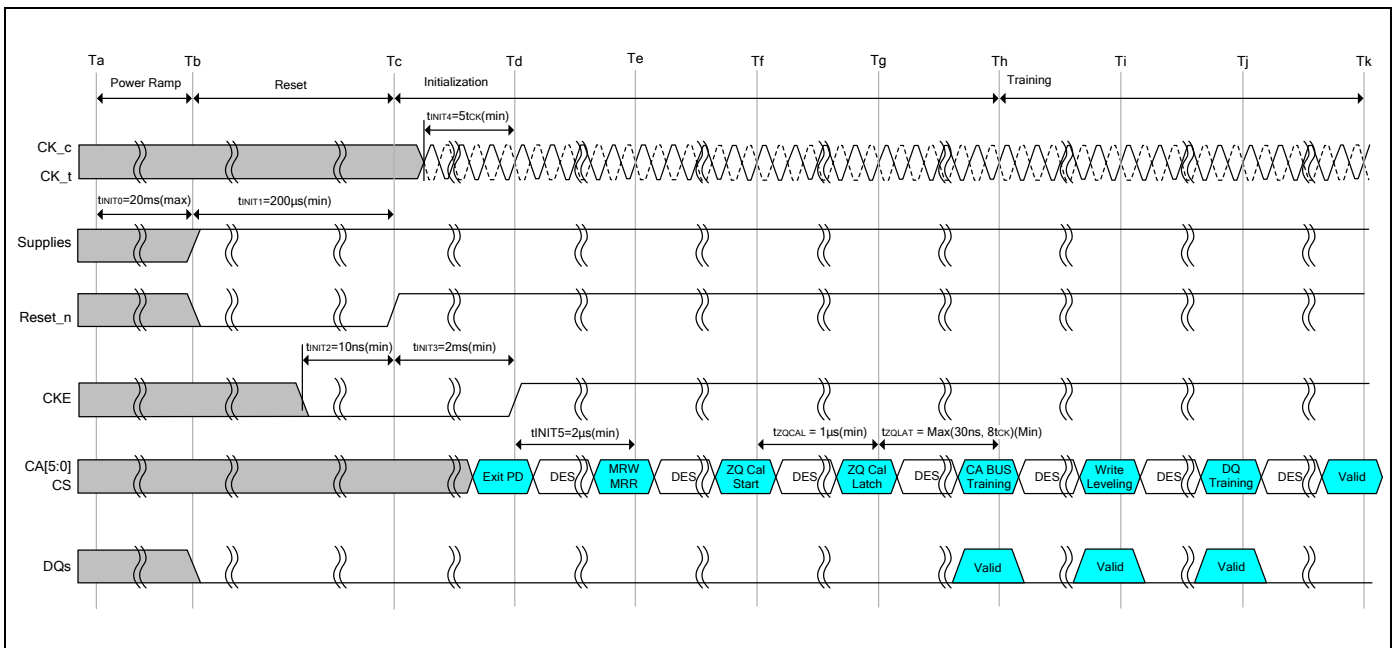 Ta Tb Tc Td Te Tf Tg Th Ti Tj Tk
Power Ramp Reset Initialization Training
tINIT4=5tCK(min)
CK_c
CK_t
tINIT0=20ms(max) tINIT1=200µs(min)
Supplies
Reset_n
tINIT2=10ns(min) tINIT3=2ms(min)
CKE
tINIT5=2µs(min) tZQCAL = 1µs(min) tZQLAT = Max(30ns, 8tCK)(Min)
CA[5:0]
CS
Exit PD DES MRW
MRR DES ZQ Cal
Start DES ZQ Cal
Latch DES CA BUS
Training DES Write
Leveling DES DQ
Training DES Valid
DQs Valid Valid Valid